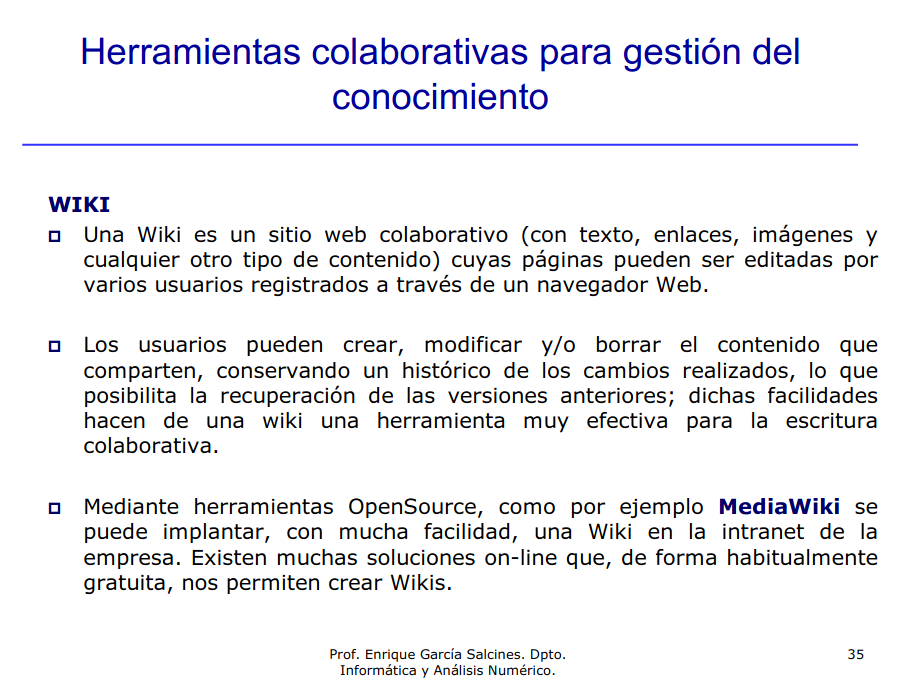 Herramientas colaborativas para gestión del
conocimiento
WIKI
Una Wiki es un sitio web colaborativo (con texto, enlaces, imágenes y
cualquier otro tipo de contenido) cuyas páginas pueden ser editadas por
varios usuarios registrados a través de un navegador Web.
Los usuarios pueden crear, modificar y/o borrar el contenido que
comparten, conservando un histórico de los cambios realizados, lo que
posibilita la recuperación de las versiones anteriores; dichas facilidades
hacen de una wiki una herramienta muy efectiva para la escritura
colaborativa.
Mediante herramientas OpenSource, como por ejemplo MediaWiki se
puede implantar, con mucha facilidad, una Wiki en la intranet de la
empresa. Existen muchas soluciones on-line que, de forma habitualmente
gratuita, nos permiten crear Wikis.
Prof. Enrique García Salcines. Dpto.
Informática y Análisis Numérico.
35